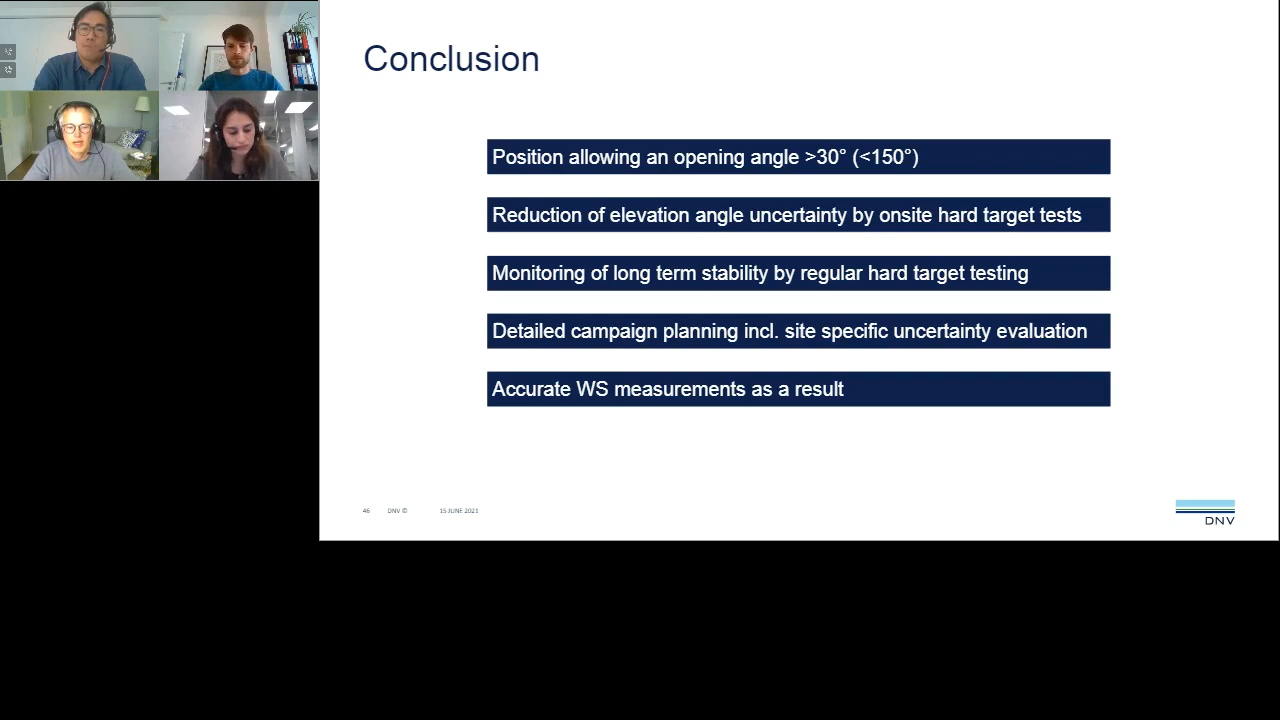 Conclusion
Position allowing an opening angle >30° (<150°)
Reduction of elevation angle uncertainty by onsite hard target tests
Monitoring of long term stability by regular hard target testing
Detailed campaign planning incl. site specific uncertainty evaluation
Accurate WS measurements as a result
46 DNV © 15 JUNE 2021
DNV